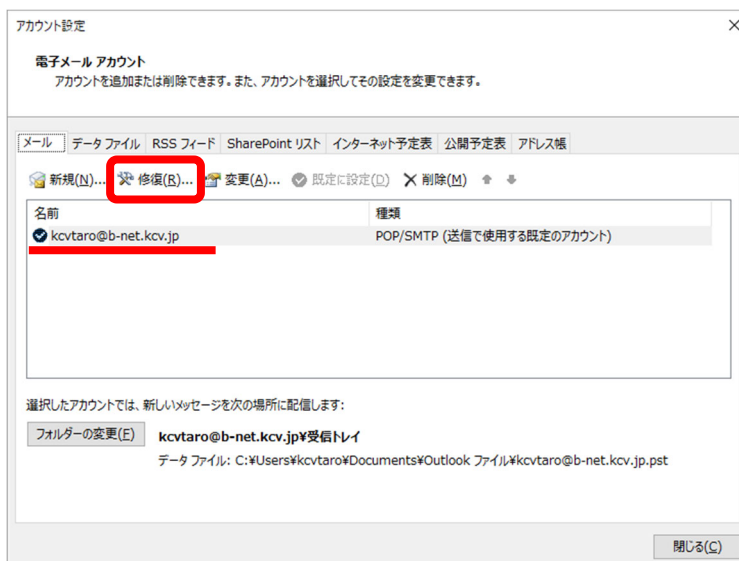 アカウント設定
電子メール アカウント
アカウントを追加または削除できます。また、アカウントを選択してその設定を変更できます。
メール データ ファイル RSS フィード SharePoint リスト インターネット予定表 公開予定表 アドレス帳
新規(N)... 修復(R)... 変更(A)... 既定に設定(D) 削除(M)
名前 種類
kcvtaro@b-net.kcv.jp POP/SMTP (送信で使用する既定のアカウント)
選択したアカウントでは、新しいメッセージを次の場所に配信します:
フォルダーの変更(F) kcvtaro@b-net.kcv.jp¥受信トレイ
データ ファイル: C:¥Users¥kcvtaro¥Documents¥Outlook ファイル¥kcvtaro@b-net.kcv.jp.pst
閉じる(C)